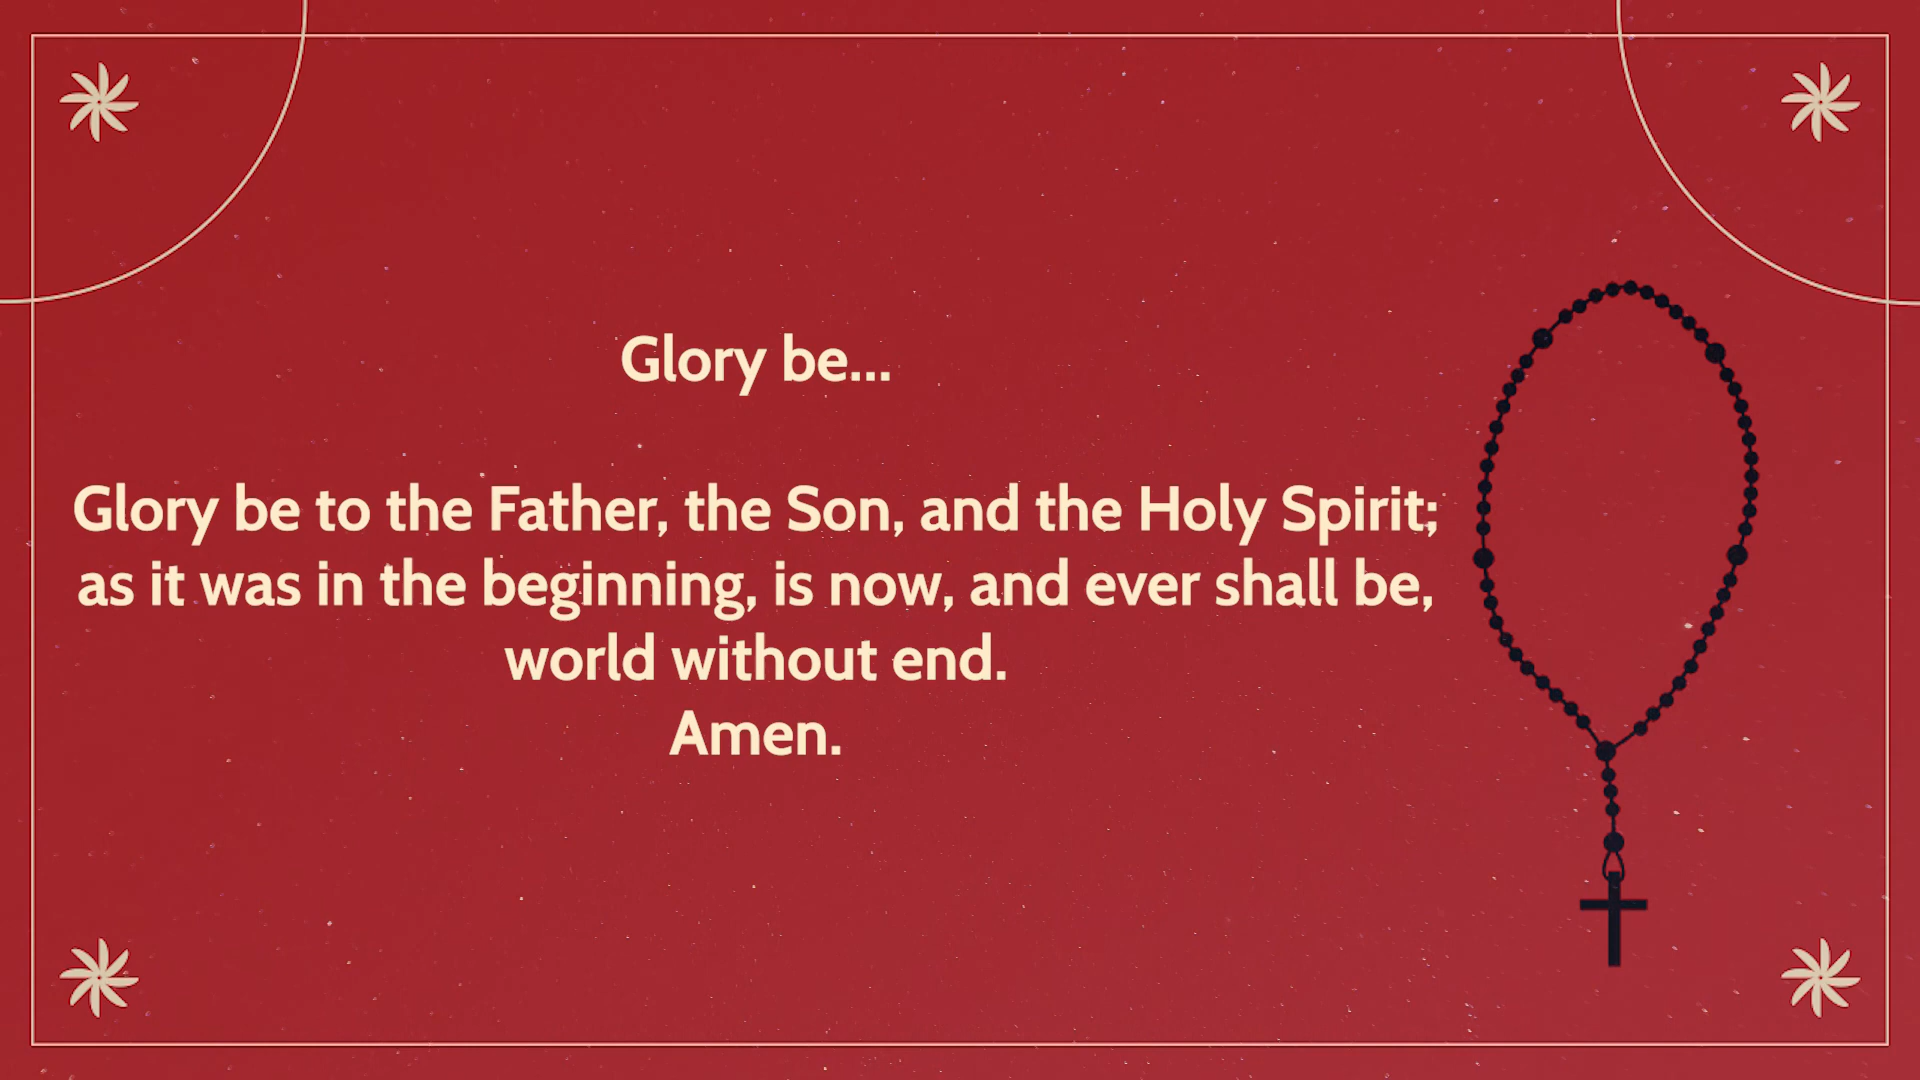 Glory be...
Glory be to the Father, the Son, and the Holy Spirit;
as it was in the beginning, is now, and ever shall be,
world without end.
Amen.